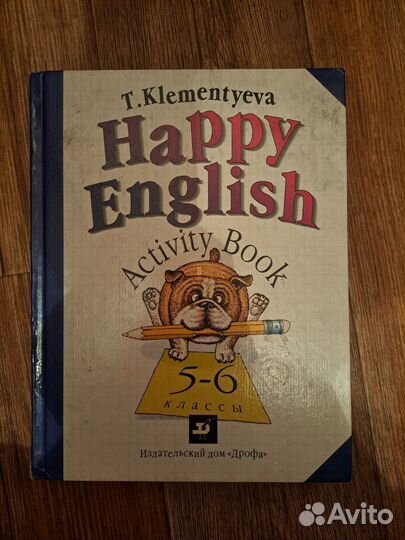 T. Klementyeva
Happy
English
Activity Book
5-6
классы
Издательский дом «Дрофа»
Avito